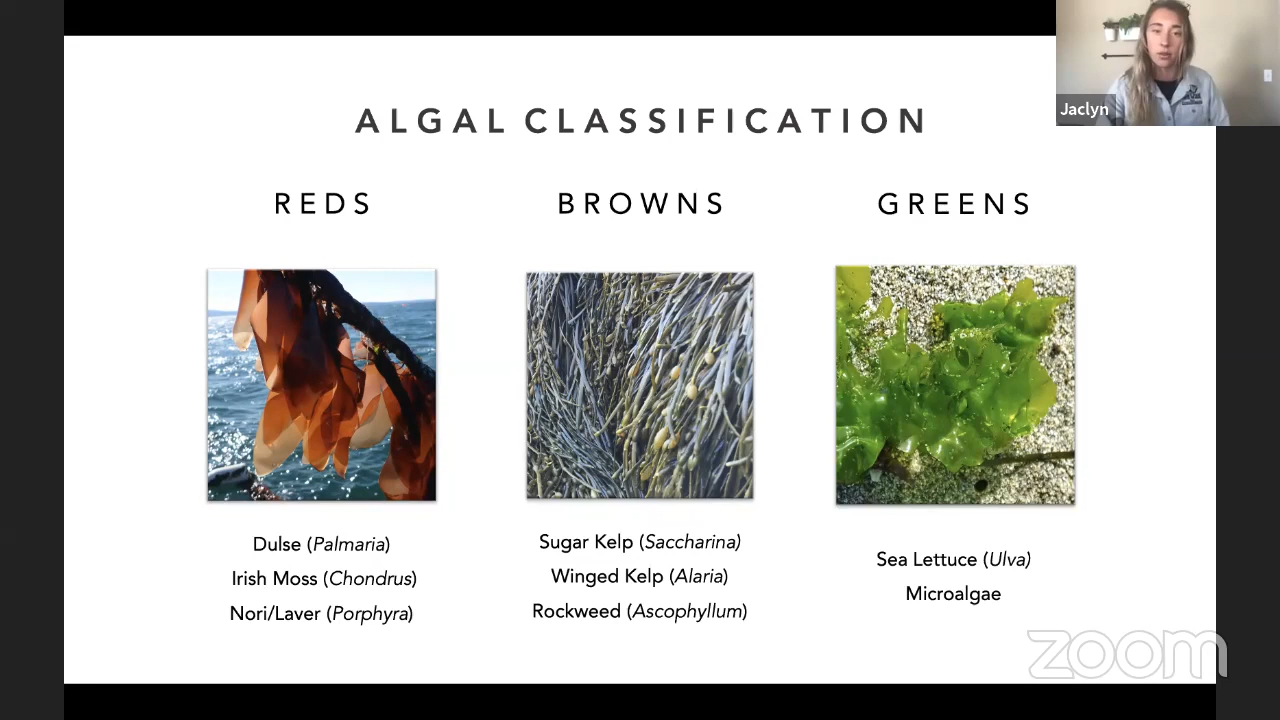 Jaclyn
ALGAL CLASSIFICATION
REDS
BROWNS
GREENS
Dulse (Palmaria)
Irish Moss (Chondrus)
Nori/Laver (Porphyra)
Sugar Kelp (Saccharina)
Winged Kelp (Alaria)
Rockweed (Ascophyllum)
Sea Lettuce (Ulva)
Microalgae
zoom